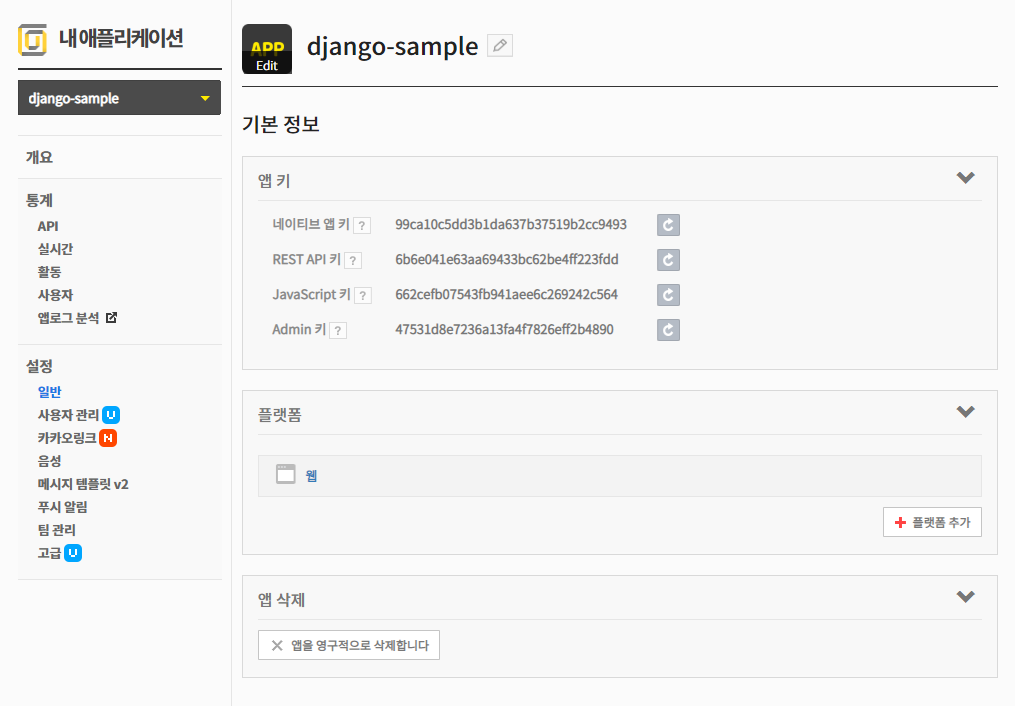 내 애플리케이션
django-sample
개요
통계
API
실시간
활동
사용자
앱로그 분석
설정
일반
사용자 관리 U
카카오링크 N
음성
메시지 템플릿 v2
푸시 알림
팀 관리
고급 U
APP
Edit
django-sample
기본 정보
앱 키
네이티브 앱 키 ? 99ca10c5dd3b1da637b37519b2cc9493
REST API 키 ? 6b6e041e63aa69433bc62be4ff223fdd
JavaScript 키 ? 662cefb07543fb941aee6c269242c564
Admin 키 ? 47531d8e7236a13fa4f7826eff2b4890
플랫폼
웹
플랫폼 추가
앱 삭제
앱을 영구적으로 삭제합니다